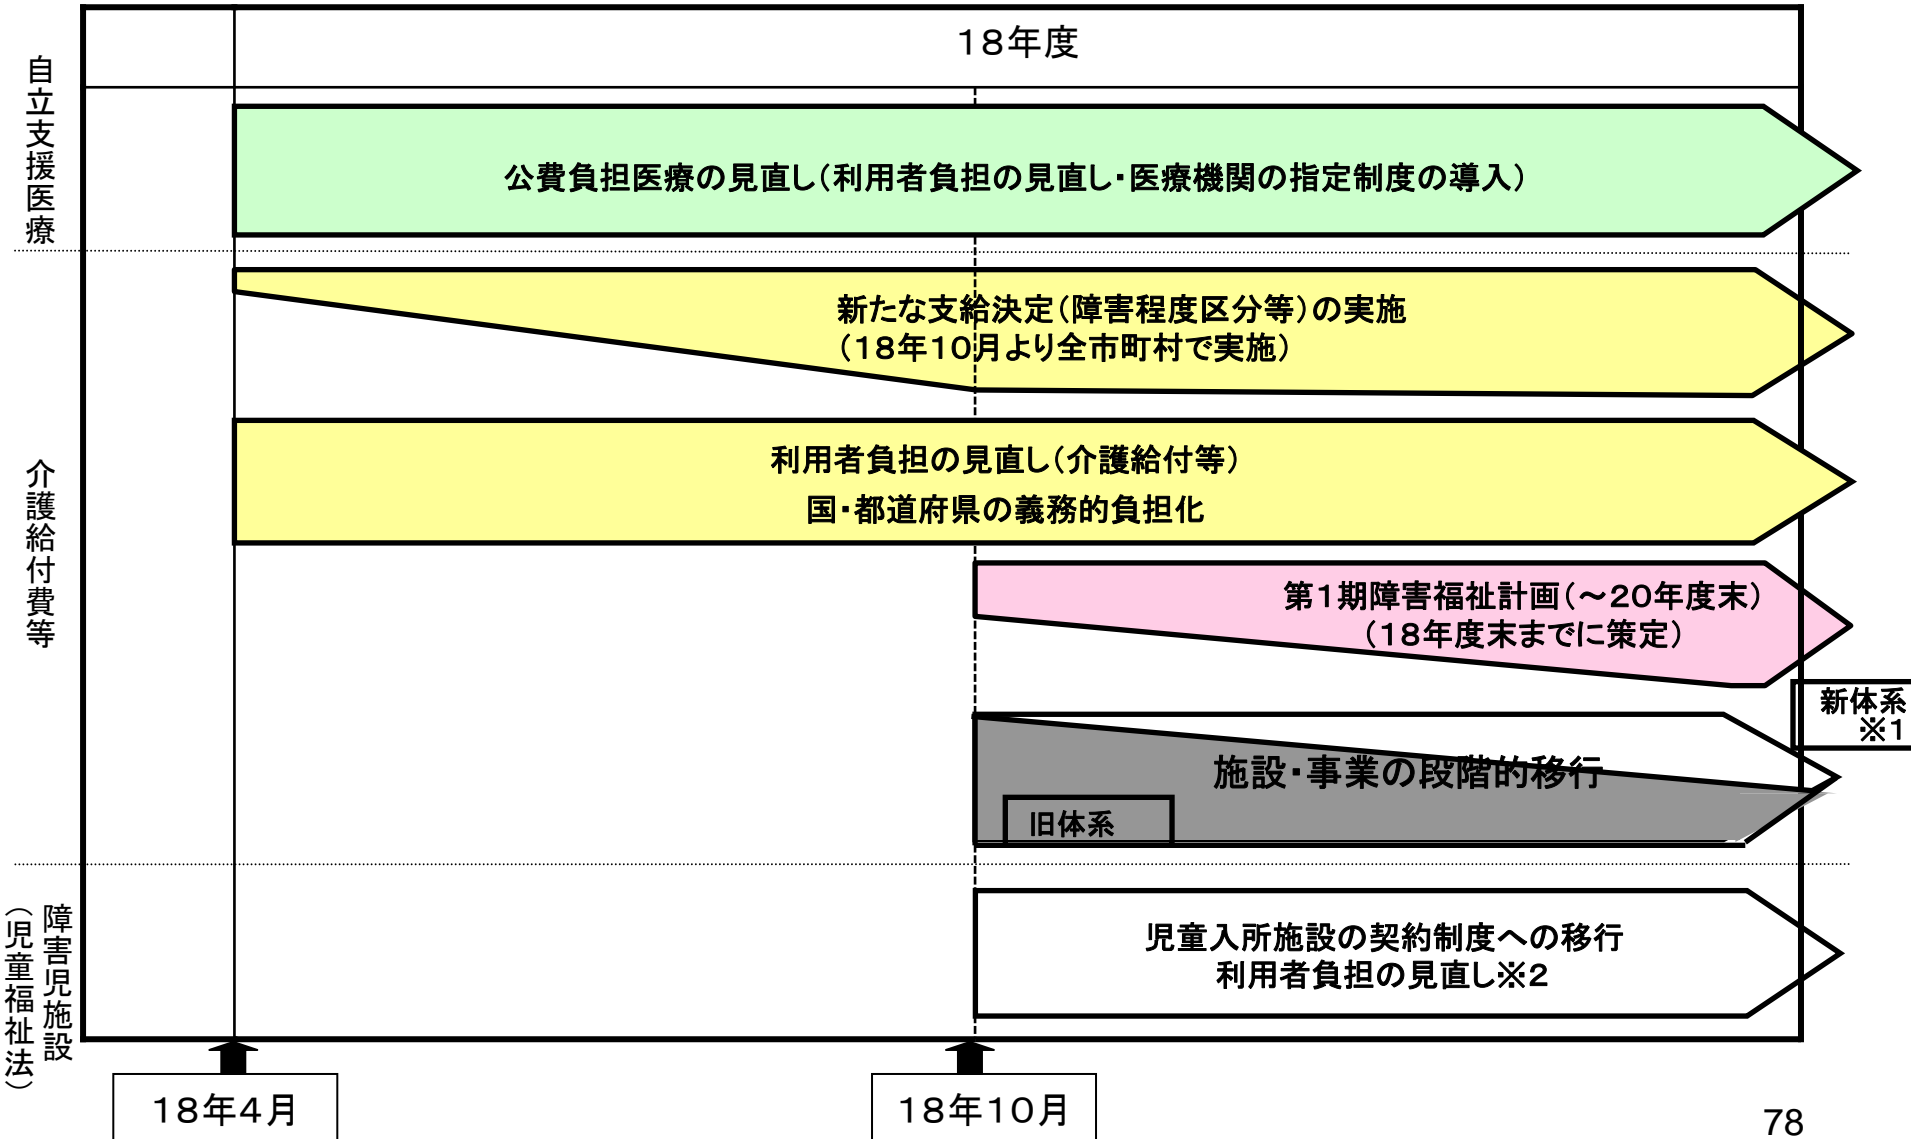 18年度
自立支援医療
公費負担医療の見直し(利用者負担の見直し・医療機関の指定制度の導入)
介護給付費等
新たな支給決定(障害程度区分等)の実施
(18年10月より全市町村で実施)
利用者負担の見直し(介護給付等)
国・都道府県の義務的負担化
第1期障害福祉計画(～20年度末)
(18年度末までに策定)
新体系
※1
施設・事業の段階的移行
旧体系
障害児施設
(児童福祉法)
児童入所施設の契約制度への移行
利用者負担の見直し※2
18年4月
18年10月
78